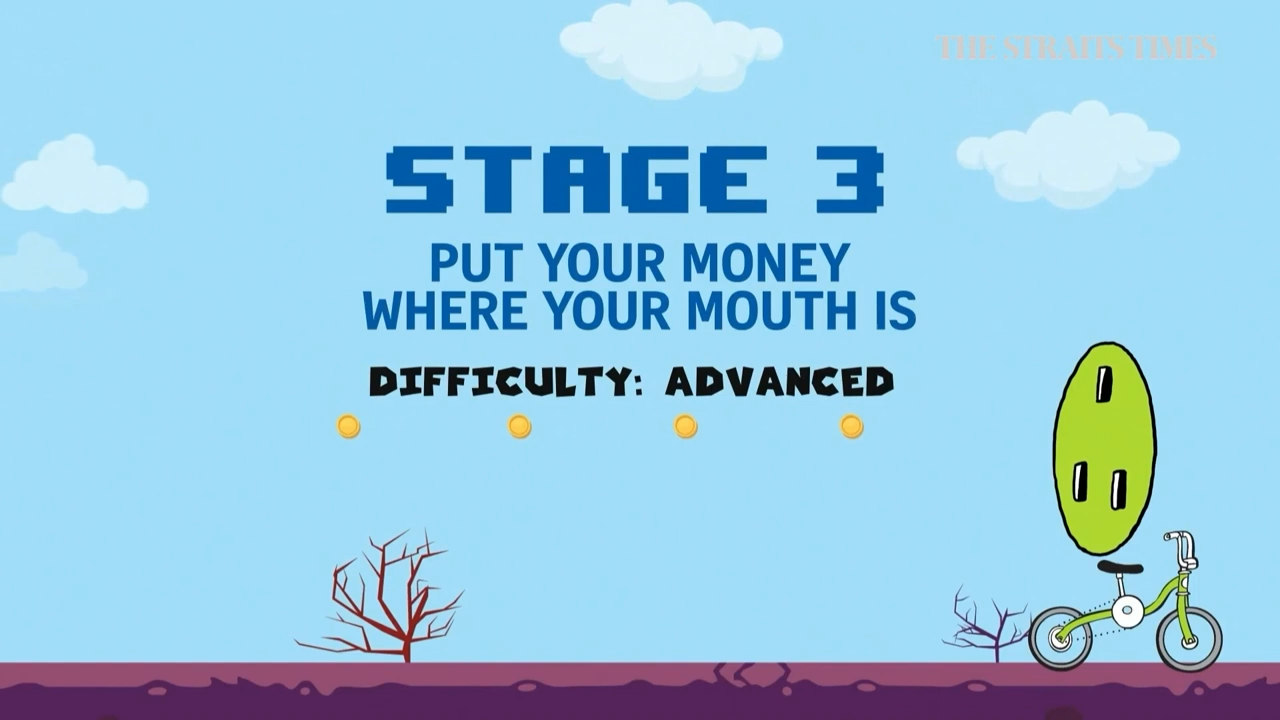 THE STRAITS TIMES
STAGE 3
PUT YOUR MONEY
WHERE YOUR MOUTH IS
DIFFICULTY: ADVANCED